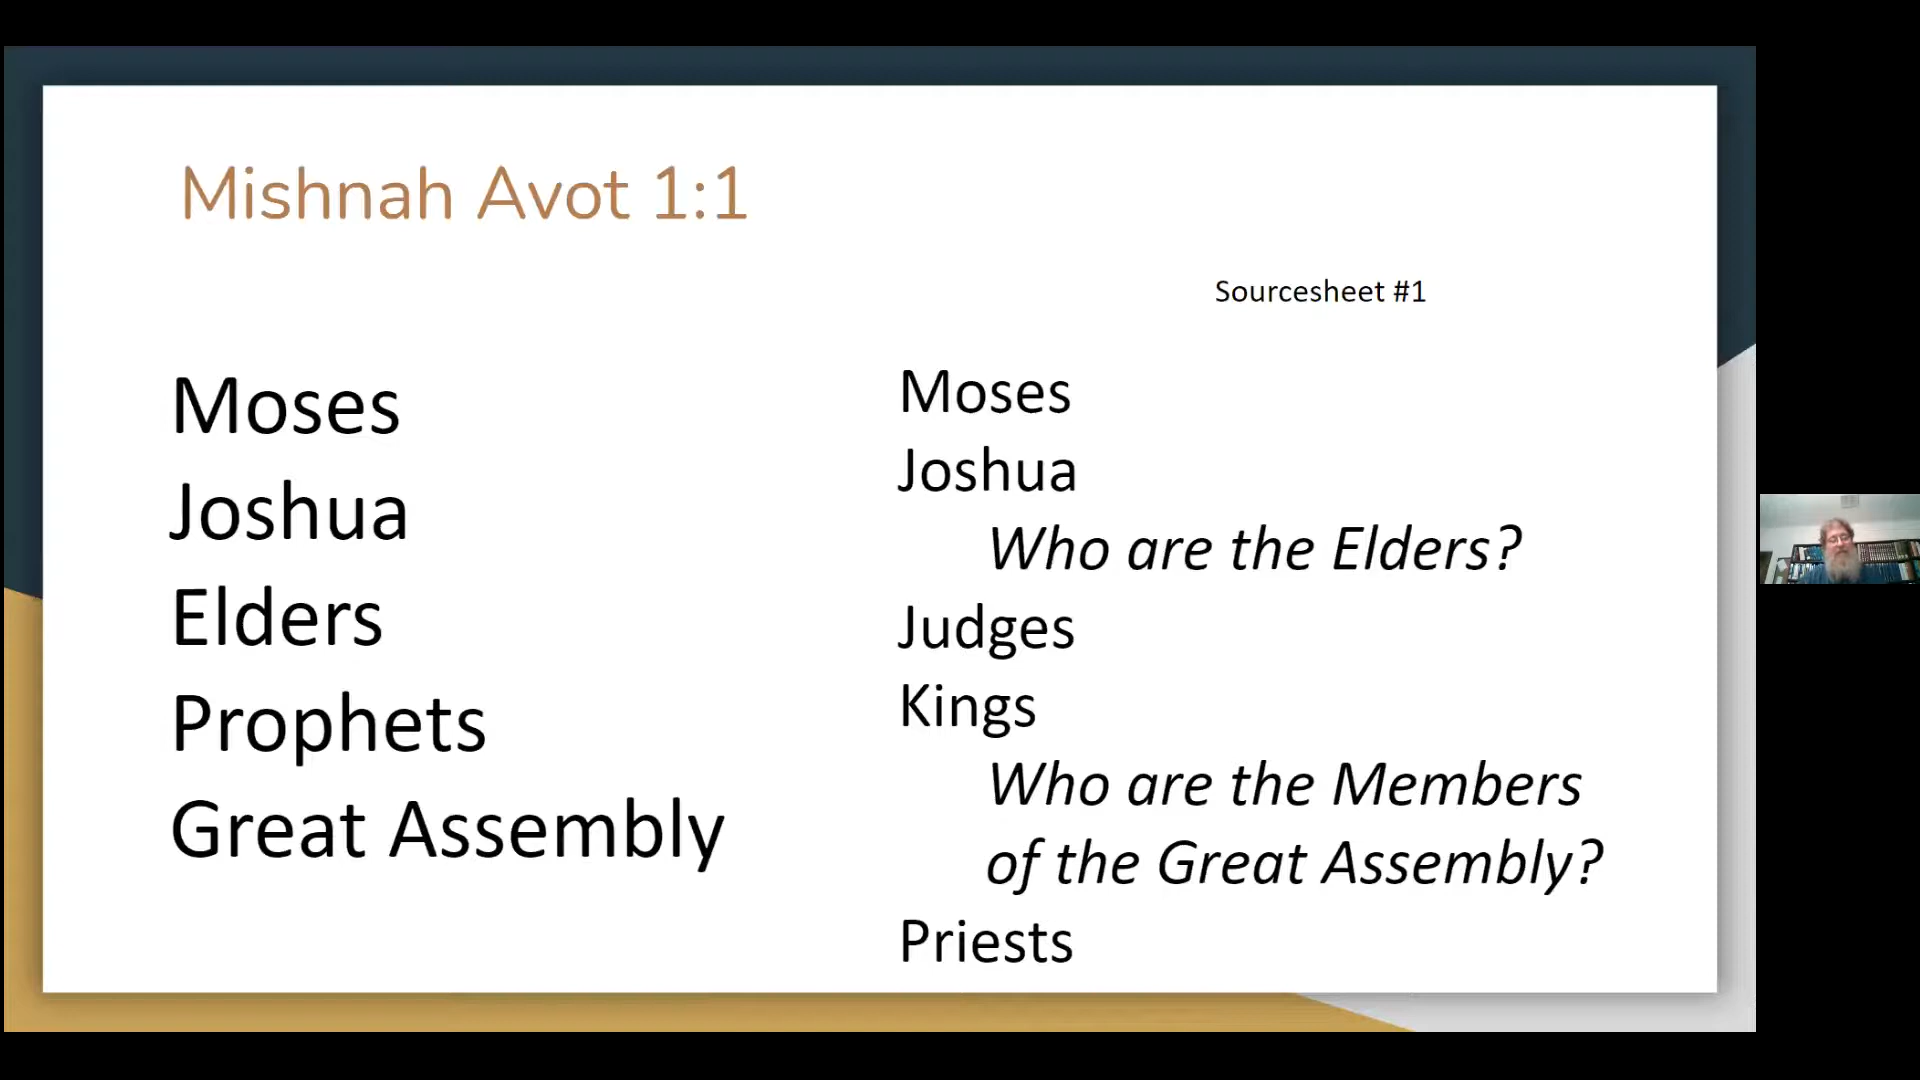 Mishnah Avot 1:1
Sourcesheet #1
Moses
Joshua
Elders
Prophets
Great Assembly
Moses
Joshua
Who are the Elders?
Judges
Kings
Who are the Members
of the Great Assembly?
Priests